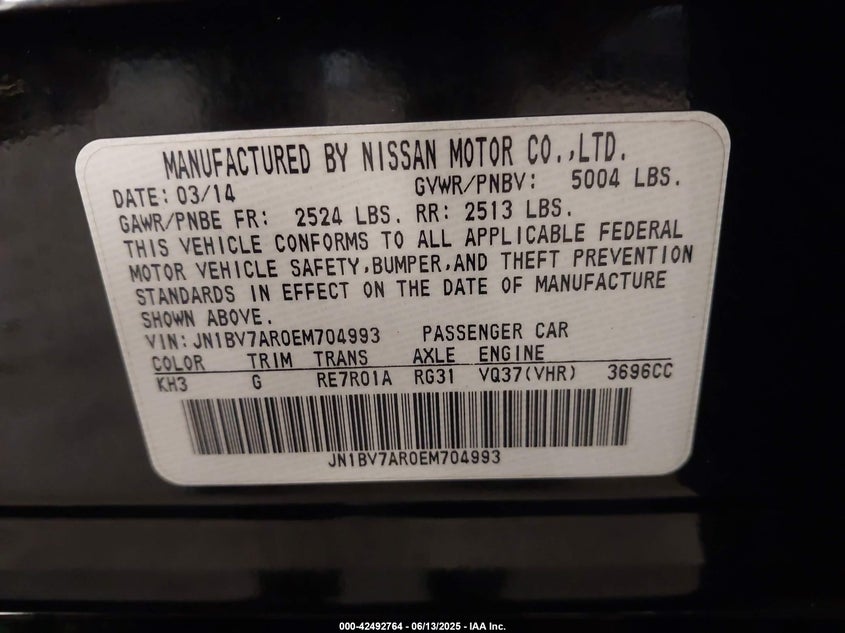 MANUFACTURED BY NISSAN MOTOR CO.,LTD.
DATE: 03/14 GVWR/PNBV: 5004 LBS.
GAWR/PNBE FR: 2524 LBS. RR: 2513 LBS.
THIS VEHICLE CONFORMS TO ALL APPLICABLE FEDERAL
MOTOR VEHICLE SAFETY,BUMPER,AND THEFT PREVENTION
STANDARDS IN EFFECT ON THE DATE OF MANUFACTURE
SHOWN ABOVE.
VIN: JN1BV7AR0EM704993 PASSENGER CAR
COLOR TRIM TRANS AXLE ENGINE
KH3 G RE7R01A RG31 VQ37(VHR) 3696CC
JN1BV7AR0EM704993
000-42492764 - 06/13/2025 - IAA Inc.